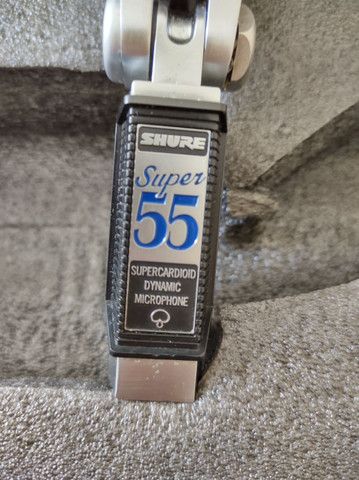 SHURE
Super
55
SUPERCARDIOID
DYNAMIC
MICROPHONE